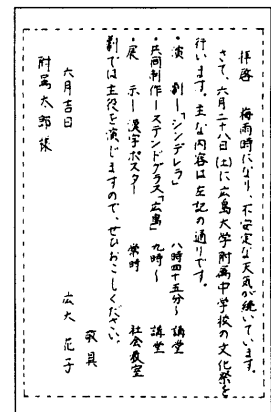 拝啓　梅雨時になり、不安定な天気が続いています。
さて、六月二十八日(土)に広島大学附属中学校の文化祭を
行います。主な内容は左記の通りです。
・演　劇ー「シンデレラ」　八時四十五分〜　講堂
・共同制作ーステンドグラス「広島」　九時〜　講堂
・展　示ー漢字ポスター　常時　社会教室
劇では主役を演じますので、ぜひおこしください。
敬具
六月吉日
広大　花子
附属太郎様